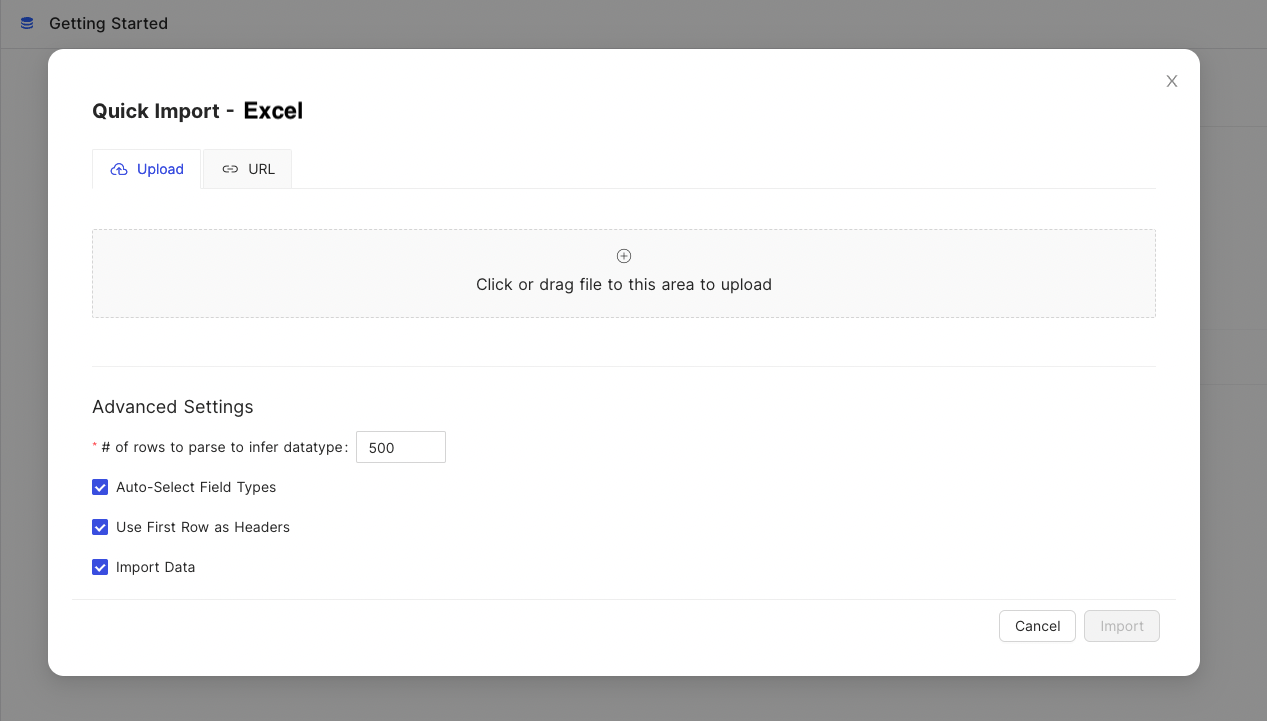 Getting Started
X
Quick Import - Excel
Upload
URL
Click or drag file to this area to upload
Advanced Settings
* # of rows to parse to infer datatype: 500
Auto-Select Field Types
Use First Row as Headers
Import Data
Cancel
Import